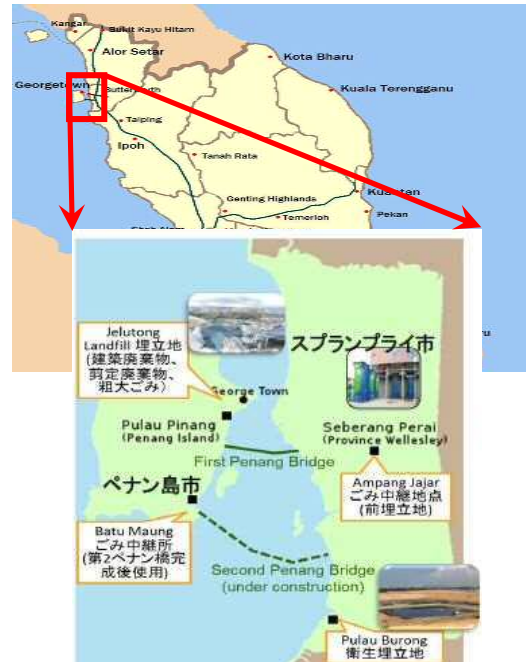 Kangar
Bukit Kayu Hitam
Alor Setar
Kota Bharu
Georgetown
Butterworth
Kuala Terengganu
Taiping
Ipoh
Tanah Rata
Genting Highlands
Kuantan
Temerloh
Pekan
Shah Alam
Jelutong
Landfill 埋立地
(建築廃棄物、
剪定廃棄物、
粗大ごみ)
スプランプライ市
George Town
Pulau Pinang
(Penang Island)
Seberang Perai
(Province Wellesley)
First Penang Bridge
ペナン島市
Ampang Jajar
ごみ中継地点
(前埋立地)
Batu Maung
ごみ中継所
(第2ペナン橋完
成後使用)
Second Penang Bridge
(under construction)
Pulau Burong
衛生埋立地